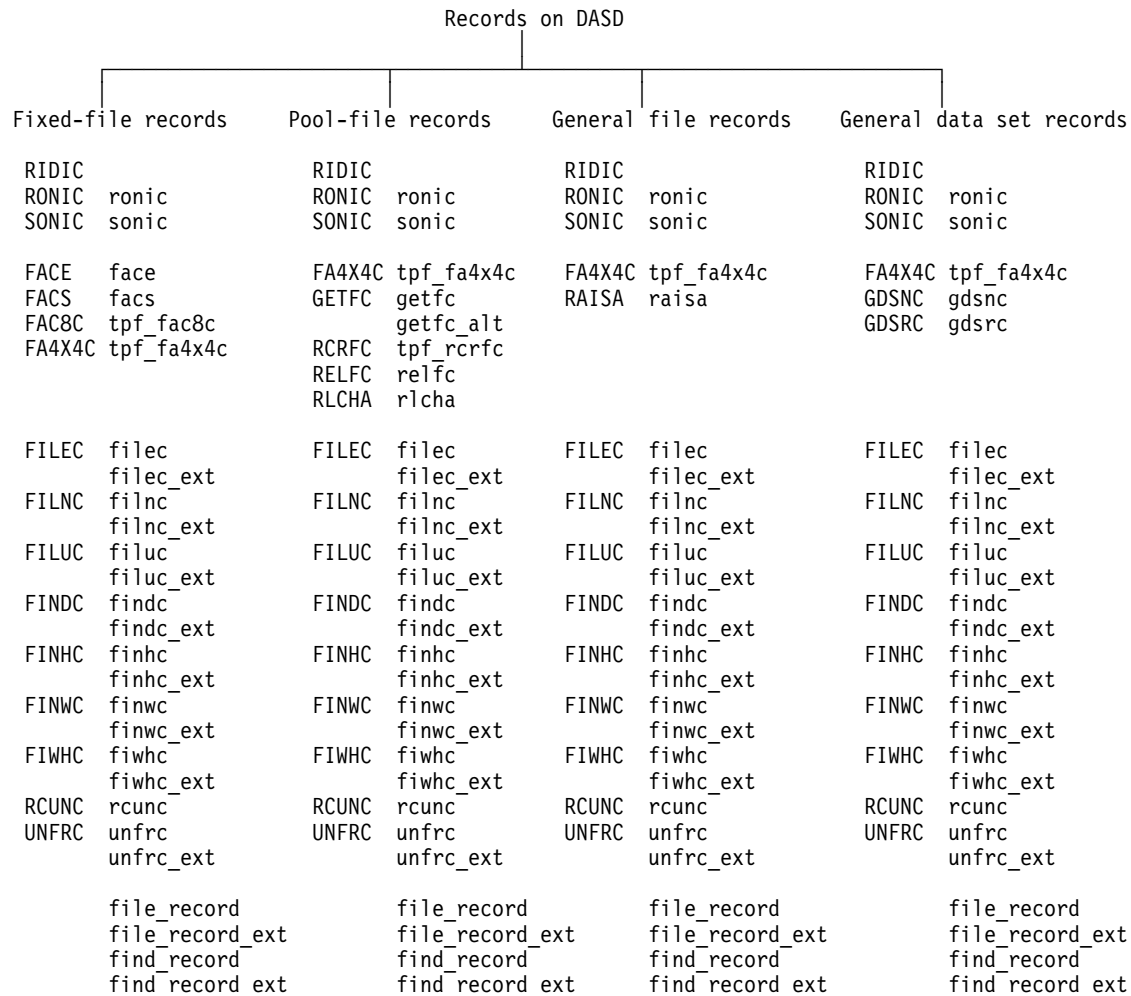 Records on DASD
Fixed-file records Pool-file records General file records General data set records
RIDIC RIDIC RIDIC RIDIC
RONIC ronic RONIC ronic RONIC ronic RONIC ronic
SONIC sonic SONIC sonic SONIC sonic SONIC sonic
FACE face FA4X4C tpf_fa4x4c FA4X4C tpf_fa4x4c FA4X4C tpf_fa4x4c
FACS facs GETFC getfc RAISA raisa GDSNC gdsnc
FAC8C tpf_fac8c getfc_alt GDSRC gdsrc
FA4X4C tpf_fa4x4c RCRFC tpf_rcrfc
RELFC relfc
RLCHA rlcha
FILEC filec FILEC filec FILEC filec FILEC filec
filec_ext filec_ext filec_ext filec_ext
FILNC filnc FILNC filnc FILNC filnc FILNC filnc
filnc_ext filnc_ext filnc_ext filnc_ext
FILUC filuc FILUC filuc FILUC filuc FILUC filuc
filuc_ext filuc_ext filuc_ext filuc_ext
FINDC findc FINDC findc FINDC findc FINDC findc
findc_ext findc_ext findc_ext findc_ext
FINHC finhc FINHC finhc FINHC finhc FINHC finhc
finhc_ext finhc_ext finhc_ext finhc_ext
FINWC finwc FINWC finwc FINWC finwc FINWC finwc
finwc_ext finwc_ext finwc_ext finwc_ext
FIWHC fiwhc FIWHC fiwhc FIWHC fiwhc FIWHC fiwhc
fiwhc_ext fiwhc_ext fiwhc_ext fiwhc_ext
RCUNC rcunc RCUNC rcunc RCUNC rcunc RCUNC rcunc
UNFRC unfrc UNFRC unfrc UNFRC unfrc UNFRC unfrc
unfrc_ext unfrc_ext unfrc_ext unfrc_ext
file_record file_record file_record file_record
file_record_ext file_record_ext file_record_ext file_record_ext
find_record find_record find_record find_record
find_record_ext find_record_ext find_record_ext find_record_ext